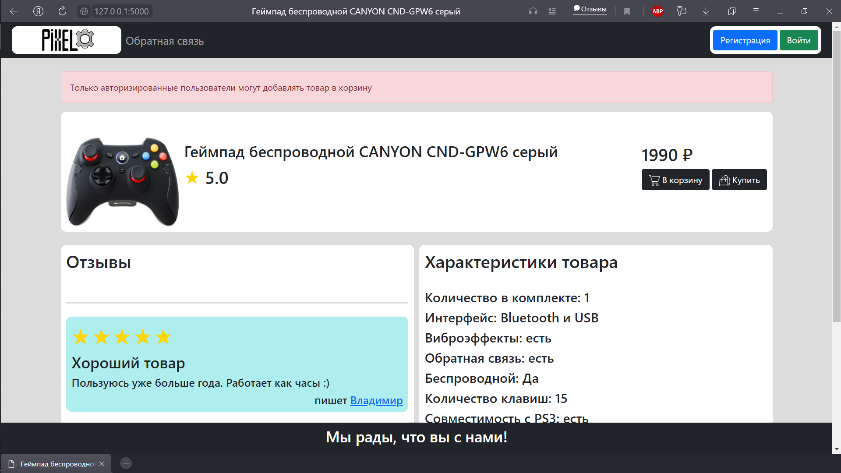 127.0.0.1:5000
Геймпад беспроводной CANYON CND-GPW6 серый
Отзывы
ABP
PIXEL
Обратная связь
Регистрация
Войти
Только авторизированные пользователи могут добавлять товар в корзину
Геймпад беспроводной CANYON CND-GPW6 серый
5.0
1990 ₽
В корзину
Купить
Отзывы
Хороший товар
Пользуюсь уже больше года. Работает как часы :)
пишет Владимир
Характеристики товара
Количество в комплекте: 1
Интерфейс: Bluetooth и USB
Виброэффекты: есть
Обратная связь: есть
Беспроводной: Да
Количество клавиш: 15
Совместимость с PS3: есть
Мы рады, что вы с нами!
Геймпад беспроводно